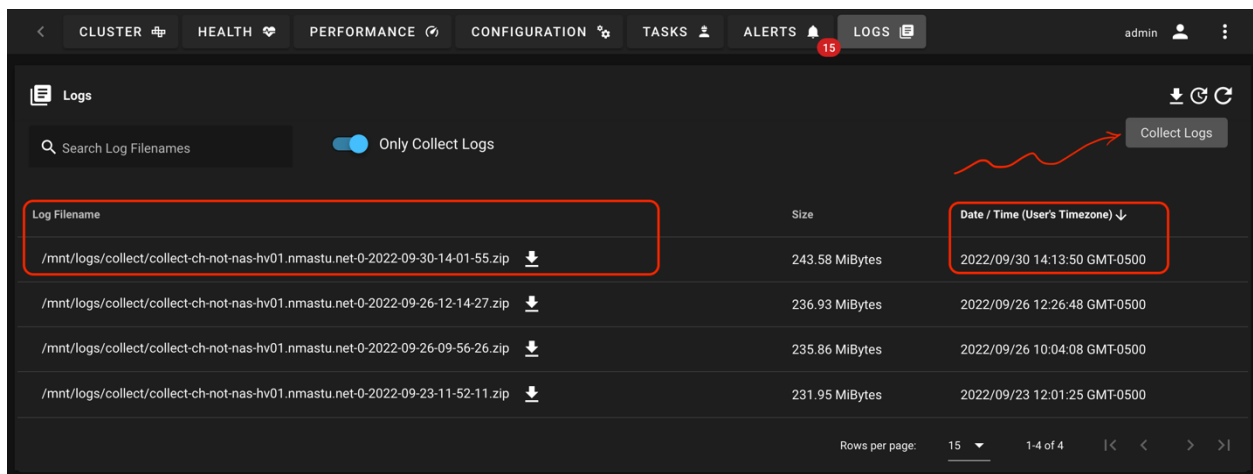 CLUSTER HEALTH PERFORMANCE CONFIGURATION TASKS ALERTS 15 LOGS admin
Logs
Collect Logs
Search Log Filenames Only Collect Logs
Log Filename Size Date / Time (User's Timezone)
/mnt/logs/collect/collect-ch-not-nas-hv01.nmastu.net-0-2022-09-30-14-01-55.zip 243.58 MiBytes 2022/09/30 14:13:50 GMT-0500
/mnt/logs/collect/collect-ch-not-nas-hv01.nmastu.net-0-2022-09-26-12-14-27.zip 236.93 MiBytes 2022/09/26 12:26:48 GMT-0500
/mnt/logs/collect/collect-ch-not-nas-hv01.nmastu.net-0-2022-09-26-09-56-26.zip 235.86 MiBytes 2022/09/26 10:04:08 GMT-0500
/mnt/logs/collect/collect-ch-not-nas-hv01.nmastu.net-0-2022-09-23-11-52-11.zip 231.95 MiBytes 2022/09/23 12:01:25 GMT-0500
Rows per page: 15 1-4 of 4